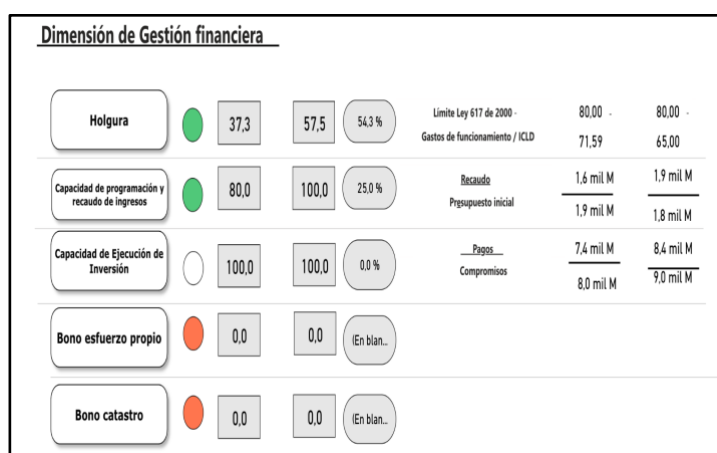 Dimensión de Gestión financiera
Holgura
37,3
57,5
54,3 %
Limite Ley 617 de 2000 -
80,00 -
80,00 -
Gastos de funcionamiento / ICLD
71,59
65,00
Capacidad de programación y
recaudo de ingresos
80,0
100,0
25,0 %
Recaudo
1,6 mil M
1,9 mil M
Presupuesto inicial
1,9 mil M
1,8 mil M
Capacidad de Ejecución de
Inversión
100,0
100,0
0,0 %
Pagos
7,4 mil M
8,4 mil M
Compromisos
8,0 mil M
9,0 mil M
Bono esfuerzo propio
0,0
0,0
(En blan...
Bono catastro
0,0
0,0
(En blan...